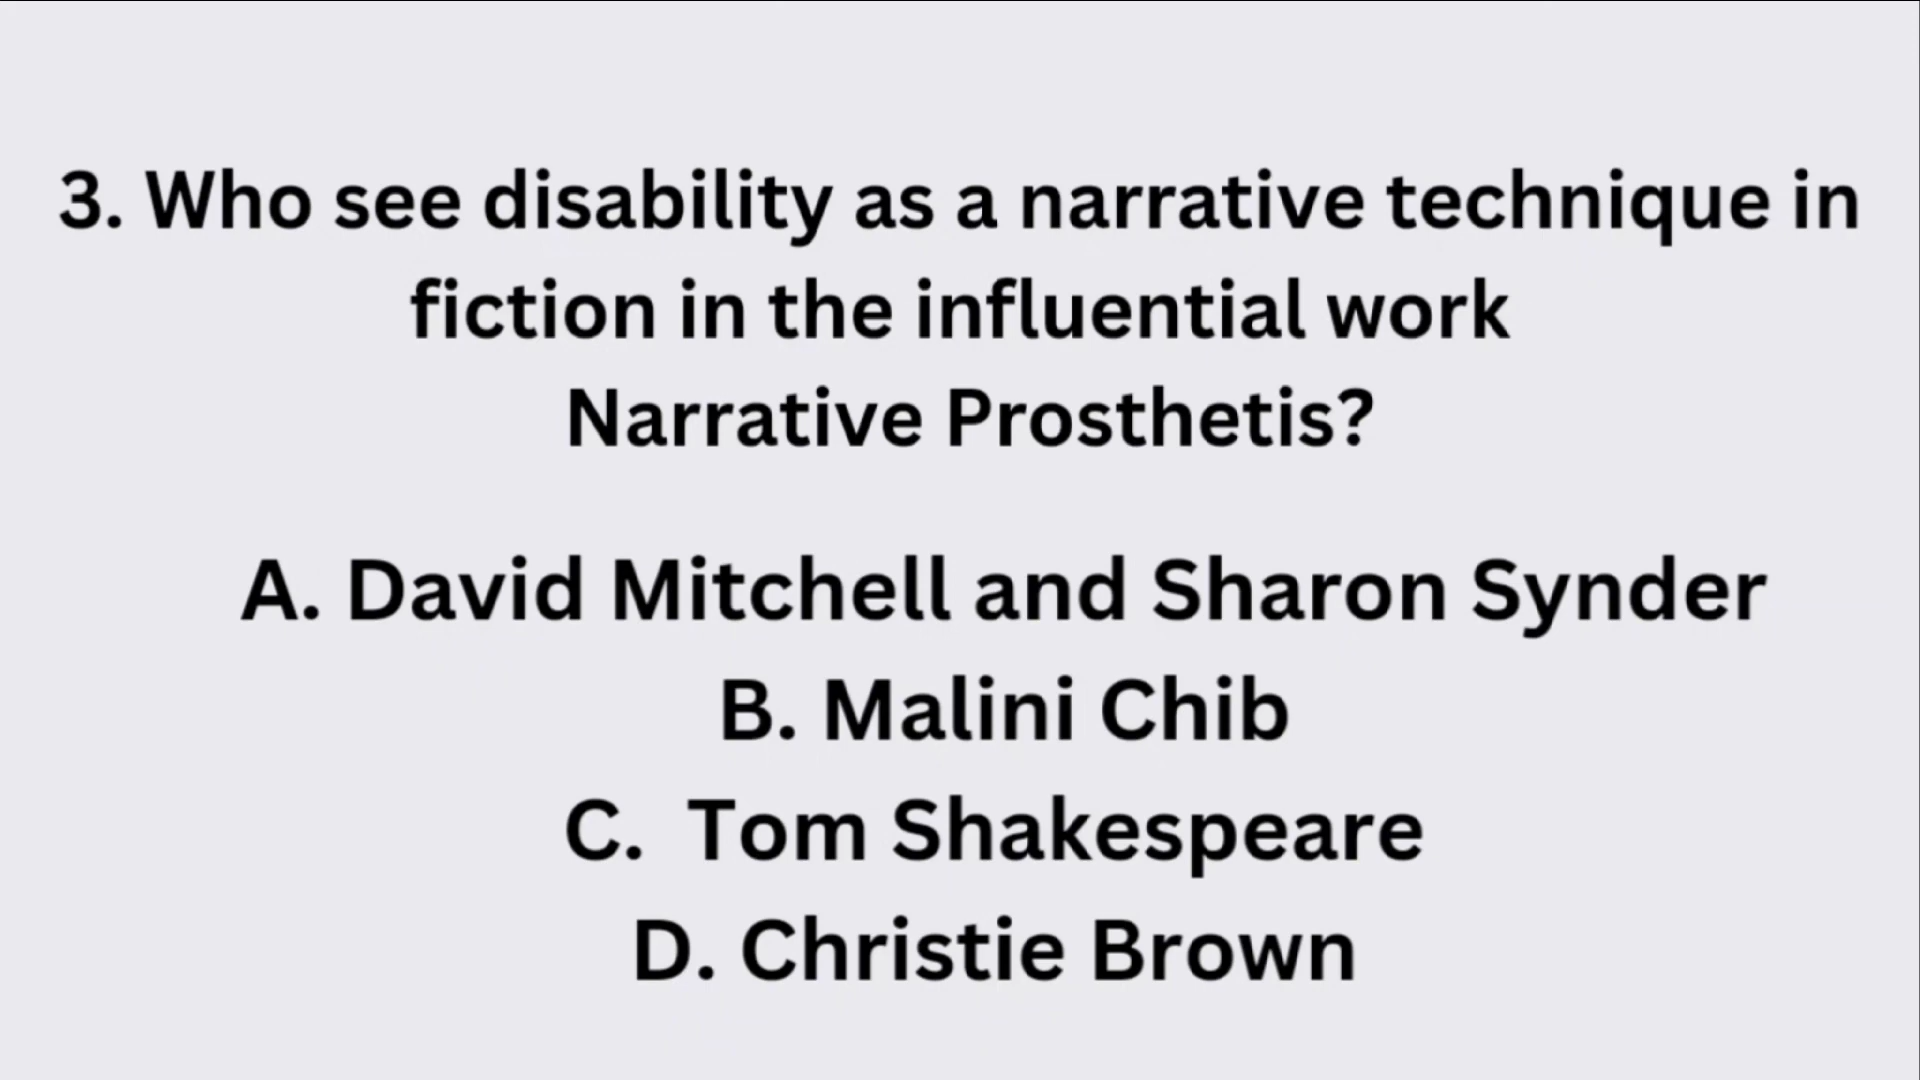 3. Who see disability as a narrative technique in
fiction in the influential work
Narrative Prosthetis?
A. David Mitchell and Sharon Synder
B. Malini Chib
C. Tom Shakespeare
D. Christie Brown